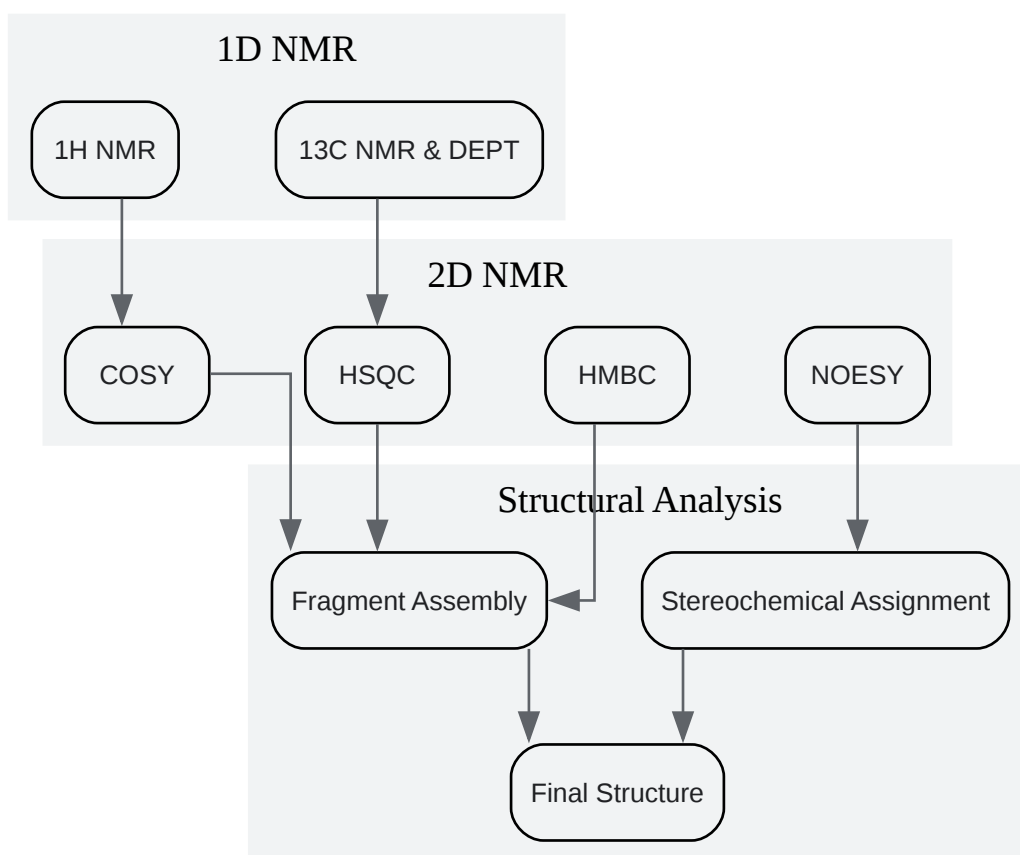 1D NMR
1H NMR
13C NMR & DEPT
2D NMR
COSY
HSQC
HMBC
NOESY
Structural Analysis
Fragment Assembly
Stereochemical Assignment
Final Structure